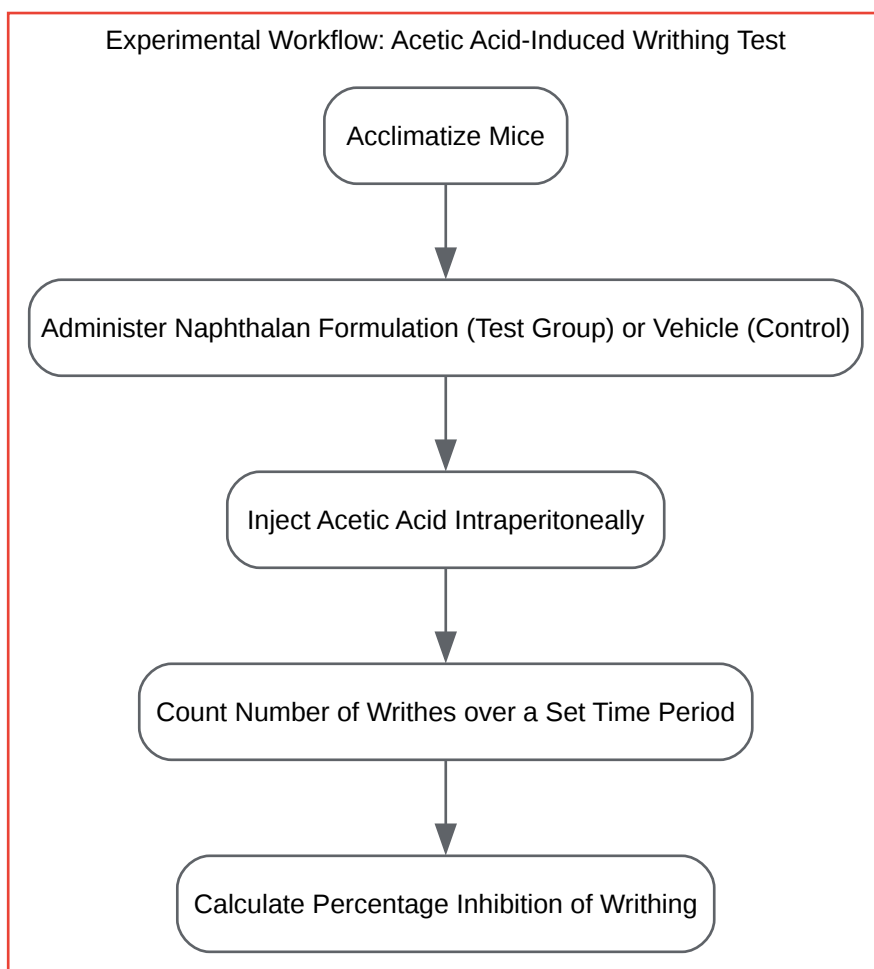 Experimental Workflow: Acetic Acid-Induced Writhing Test
Acclimatize Mice
Administer Naphthalan Formulation (Test Group) or Vehicle (Control)
Inject Acetic Acid Intraperitoneally
Count Number of Writhes over a Set Time Period
Calculate Percentage Inhibition of Writhing